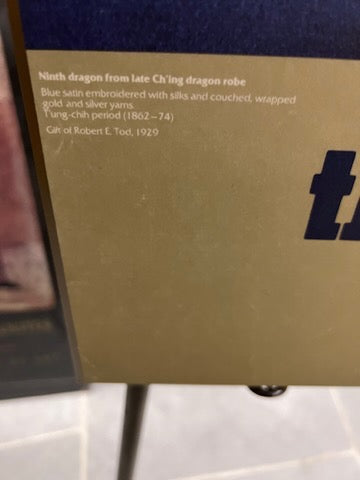 Ninth dragon from late Ch'ing dragon robe
Blue satin embroidered with silks and couched, wrapped
gold and silver yarns
T'ung-chih period (1862–74)
Gift of Robert E. Tod, 1929